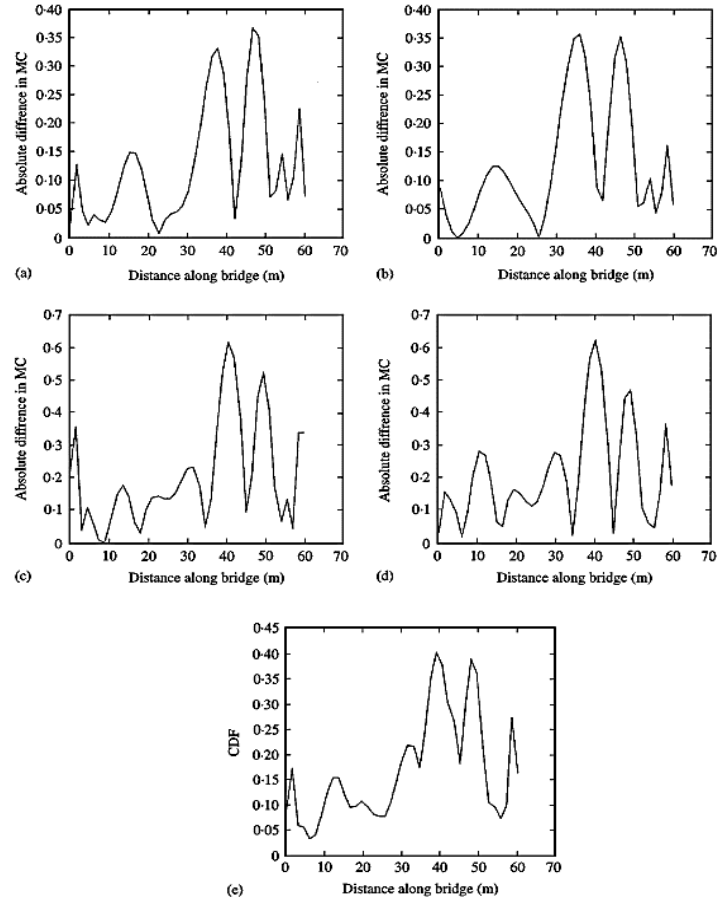 0·40
0·35
0·30
0·25
0·20
0·15
0·10
0·05
0
Absolute diffrence in MC
0 10 20 30 40 50 60 70
(a) Distance along bridge (m)
0·40
0·35
0·30
0·25
0·20
0·15
0·10
0·05
0
Absolute diffrence in MC
0 10 20 30 40 50 60 70
(b) Distance along bridge (m)
0·7
0·6
0·5
0·4
0·3
0·2
0·1
0
Absolute diffrence in MC
0 10 20 30 40 50 60 70
(c) Distance along bridge (m)
0·7
0·6
0·5
0·4
0·3
0·2
0·1
0
Absolute diffrence in MC
0 10 20 30 40 50 60 70
(d) Distance along bridge (m)
0·45
0·40
0·35
0·30
0·25
0·20
0·15
0·10
0·05
0
CDF
0 10 20 30 40 50 60 70
(e) Distance along bridge (m)